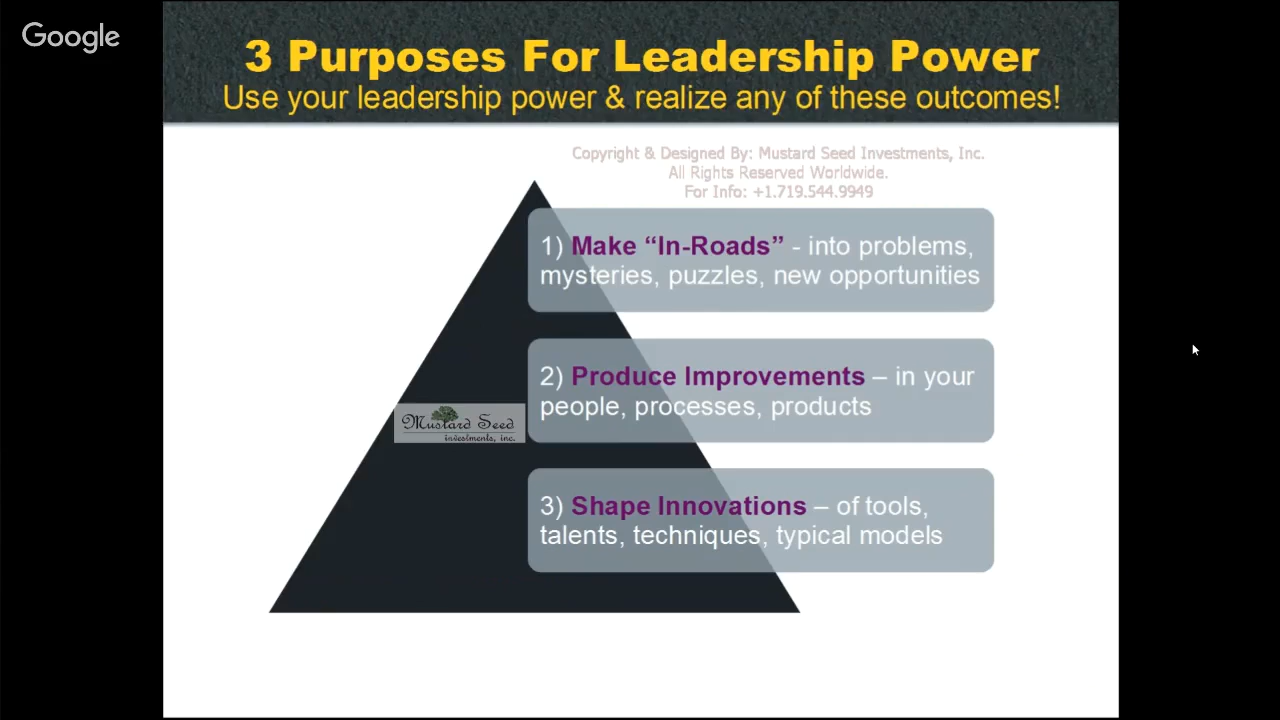 Google
3 Purposes For Leadership Power
Use your leadership power & realize any of these outcomes!
Copyright & Designed By: Mustard Seed Investments, Inc.
All Rights Reserved Worldwide.
For Info: +1.719.544.9949
1) Make “In-Roads” - into problems,
mysteries, puzzles, new opportunities
2) Produce Improvements – in your
people, processes, products
Mustard Seed
investments, inc.
3) Shape Innovations – of tools,
talents, techniques, typical models